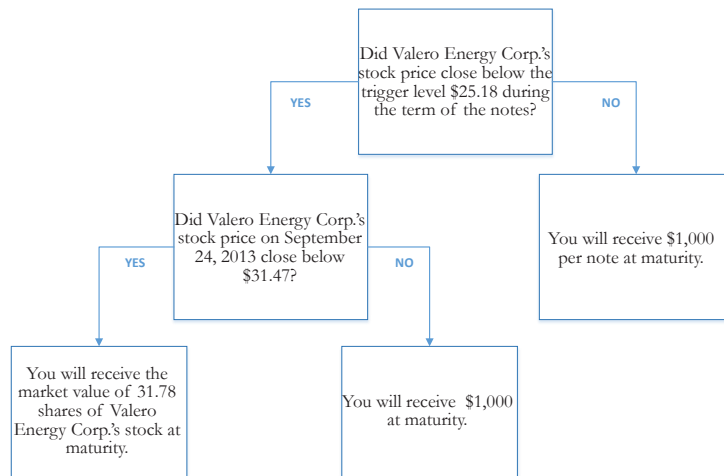 Did Valero Energy Corp.'s
stock price close below the
trigger level $25.18 during
the term of the notes?
YES
NO
Did Valero Energy Corp.'s
stock price on September
24, 2013 close below
$31.47?
You will receive $1,000
per note at maturity.
YES
NO
You will receive the
market value of 31.78
shares of Valero
Energy Corp.'s stock at
maturity.
You will receive $1,000
at maturity.